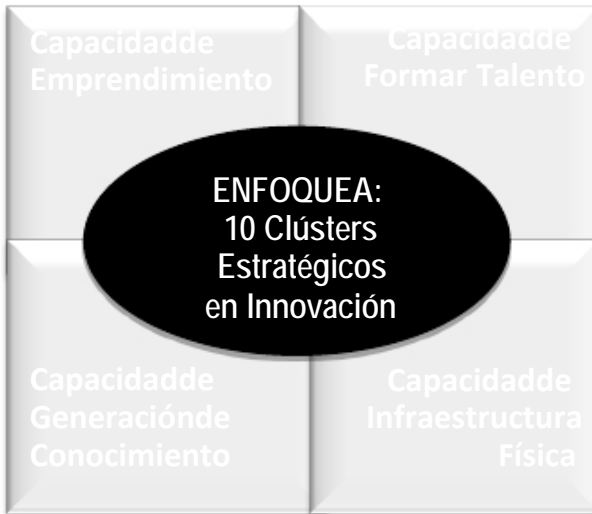 Capacidadde
Emprendimiento
Capacidadde
Formar Talento
ENFOQUEA:
10 Clústers
Estratégicos
en Innovación
Capacidadde
Generaciónde
Conocimiento
Capacidadde
Infraestructura
Física